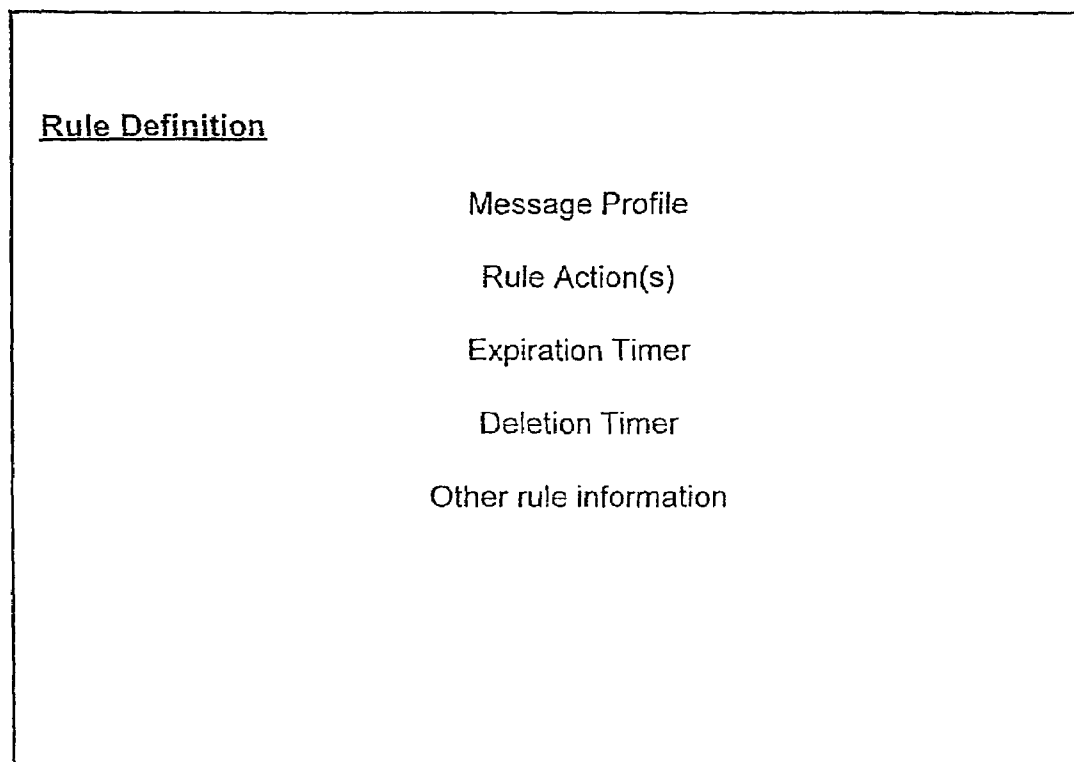 Rule Definition
Message Profile
Rule Action(s)
Expiration Timer
Deletion Timer
Other rule information